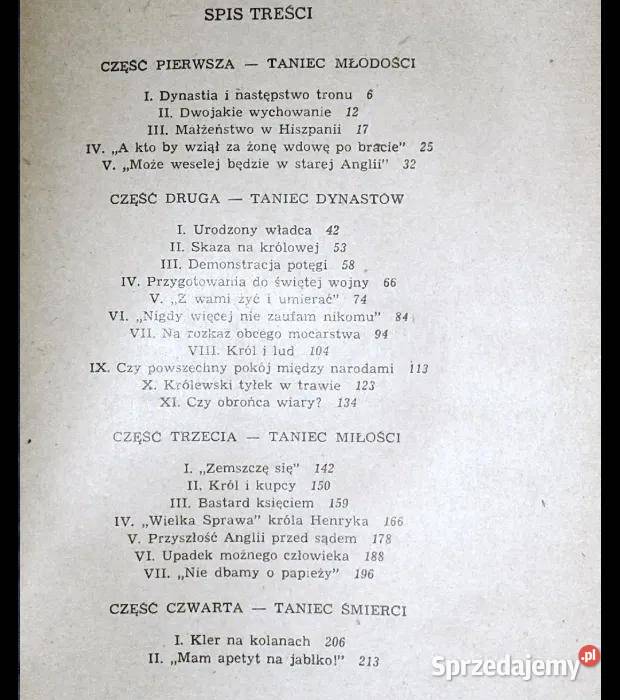 SPIS TREŚCI
CZĘŚĆ PIERWSZA — TANIEC MŁODOŚCI
I. Dynastia i następstwo tronu 6
II. Dwojakie wychowanie 12
III. Małżeństwo w Hiszpanii 17
IV. „A kto by wziął za żonę wdowę po bracie” 25
V. „Może weselej będzie w starej Anglii” 32
CZĘŚĆ DRUGA — TANIEC DYNASTÓW
I. Urodzony władca 42
II. Skaza na królowej 53
III. Demonstracja potęgi 58
IV. Przygotowania do świętej wojny 66
V. „Z wami żyć i umierać” 74
VI. „Nigdy więcej nie zaufam nikomu” 84
VII. Na rozkaz obcego mocarstwa 94
VIII. Król i lud 104
IX. Czy powszechny pokój między narodami 113
X. Królewski tyłek w trawie 123
XI. Czy obrońca wiary? 134
CZĘŚĆ TRZECIA — TANIEC MIŁOŚCI
I. „Zemszczę się” 142
II. Król i kupcy 150
III. Bastard księciem 159
IV. „Wielka Sprawa” króla Henryka 166
V. Przyszłość Anglii przed sądem 178
VI. Upadek możnego człowieka 188
VII. „Nie dbamy o papieży” 196
CZĘŚĆ CZWARTA — TANIEC ŚMIERCI
I. Kler na kolanach 206
II. „Mam apetyt na jabłko!” 213
Sprzedajemy.pl